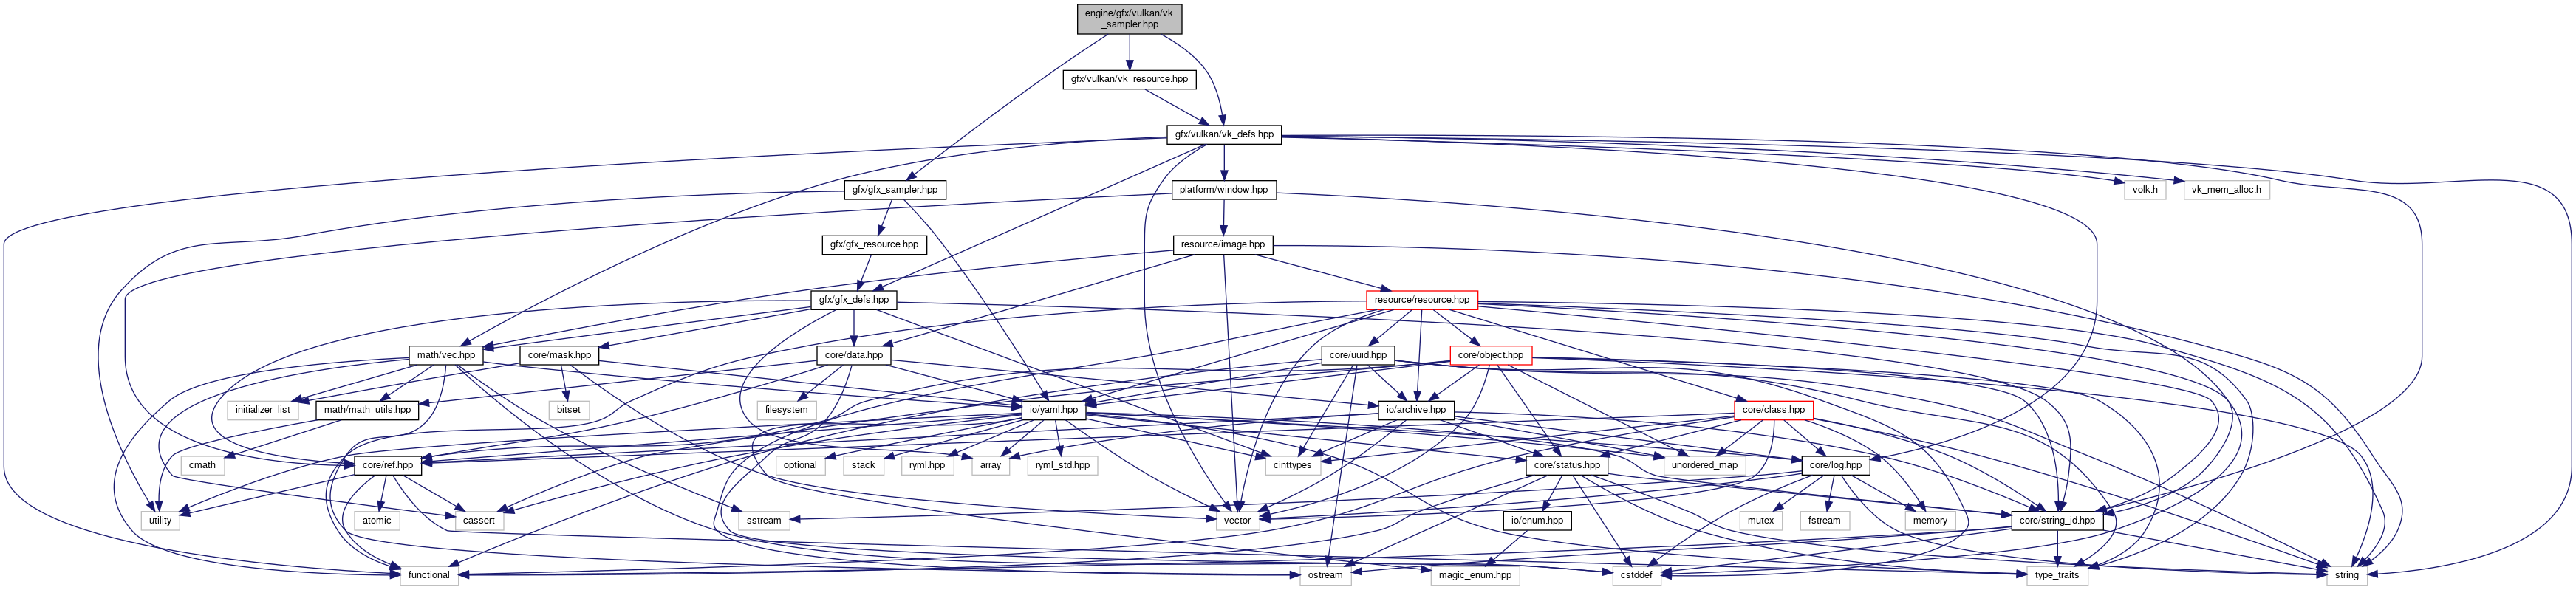 engine/gfx/vulkan/vk
_sampler.hpp
gfx/vulkan/vk_resource.hpp
gfx/vulkan/vk_defs.hpp
gfx/gfx_sampler.hpp
platform/window.hpp
volk.h
vk_mem_alloc.h
gfx/gfx_resource.hpp
resource/image.hpp
gfx/gfx_defs.hpp
resource/resource.hpp
math/vec.hpp
core/mask.hpp
core/data.hpp
core/uuid.hpp
core/object.hpp
initializer_list
math/math_utils.hpp
bitset
filesystem
io/yaml.hpp
io/archive.hpp
core/class.hpp
cmath
core/ref.hpp
optional
stack
ryml.hpp
array
ryml_std.hpp
cinttypes
core/status.hpp
unordered_map
core/log.hpp
utility
atomic
cassert
sstream
vector
io/enum.hpp
mutex
fstream
memory
core/string_id.hpp
functional
ostream
magic_enum.hpp
cstddef
type_traits
string